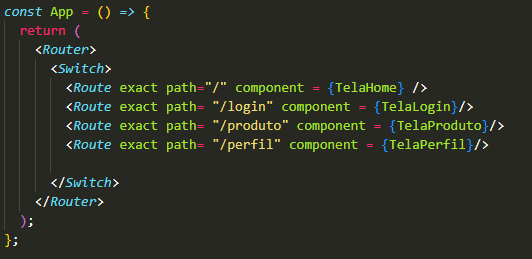 const App = () => {
return (
<Router>
<Switch>
<Route exact path="/" component = {TelaHome} />
<Route exact path= "/login" component = {TelaLogin}/>
<Route exact path= "/produto" component = {TelaProduto}/>
<Route exact path= "/perfil" component = {TelaPerfil}/>
</Switch>
</Router>
);
};